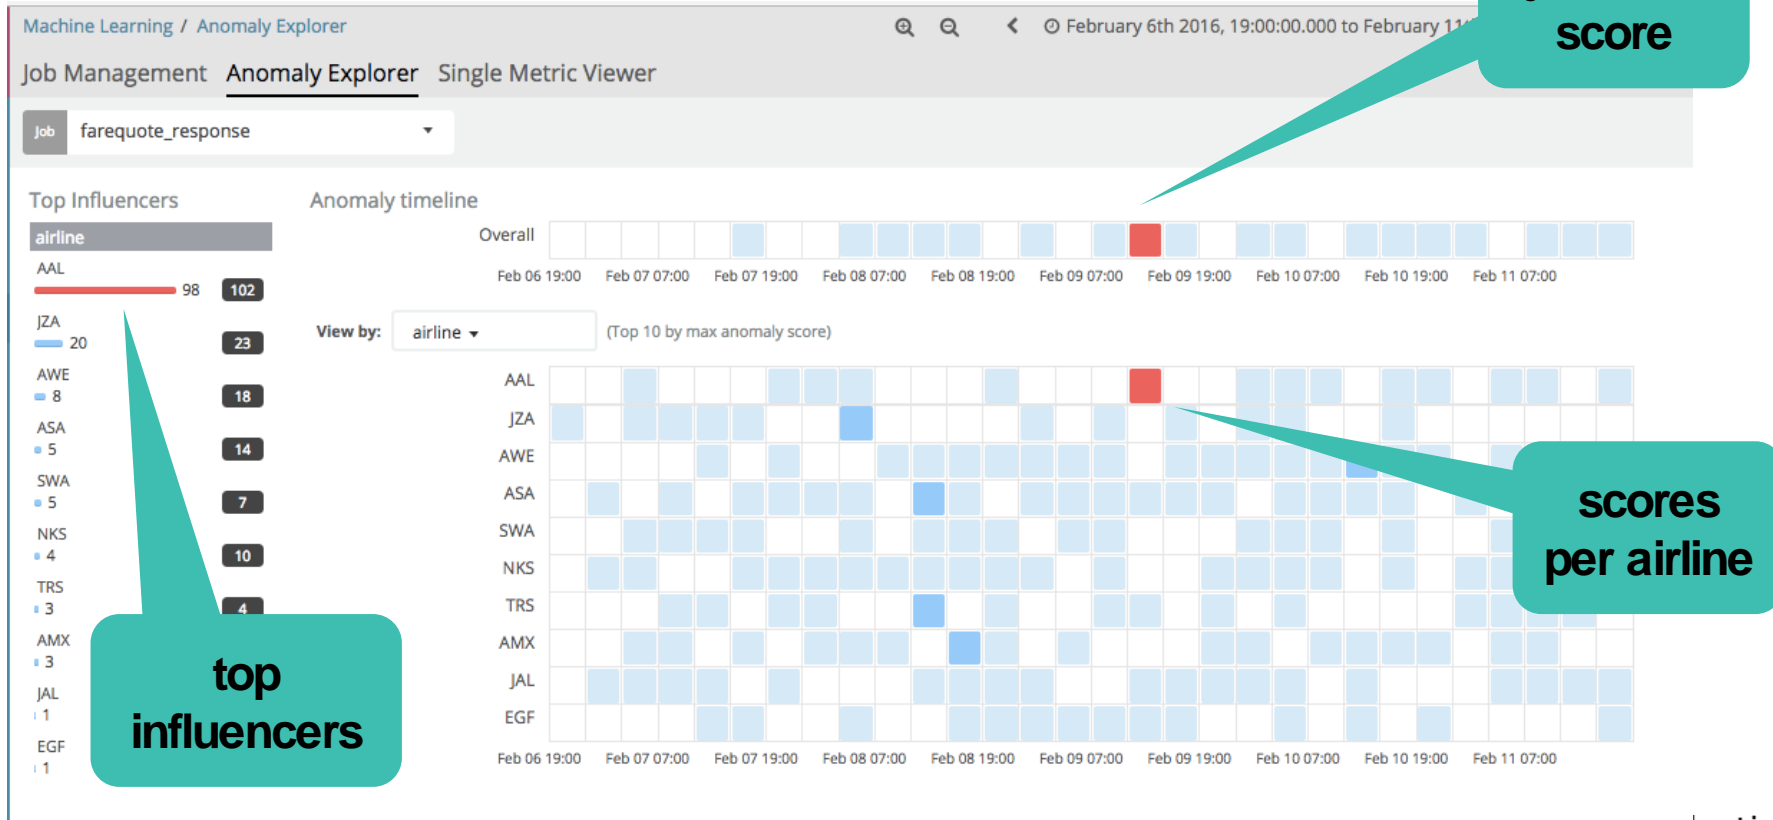 Machine Learning / Anomaly Explorer
February 6th 2016, 19:00:00.000 to February
score
Job Management Anomaly Explorer Single Metric Viewer
Job farequote_response
Top Influencers
airline
AAL
98 102
JZA
20 23
AWE
8 18
ASA
5 14
SWA
5 7
NKS
4 10
TRS
3 4
AMX
3
JAL
1
EGF
1
top
influencers
Anomaly timeline
Overall
Feb 06 19:00 Feb 07 07:00 Feb 07 19:00 Feb 08 07:00 Feb 08 19:00 Feb 09 07:00 Feb 09 19:00 Feb 10 07:00 Feb 10 19:00 Feb 11 07:00
View by: airline (Top 10 by max anomaly score)
AAL
JZA
AWE
ASA
SWA
NKS
TRS
AMX
JAL
EGF
Feb 06 19:00 Feb 07 07:00 Feb 07 19:00 Feb 08 07:00 Feb 08 19:00 Feb 09 07:00 Feb 09 19:00 Feb 10 07:00 Feb 10 19:00 Feb 11 07:00
scores
per airline